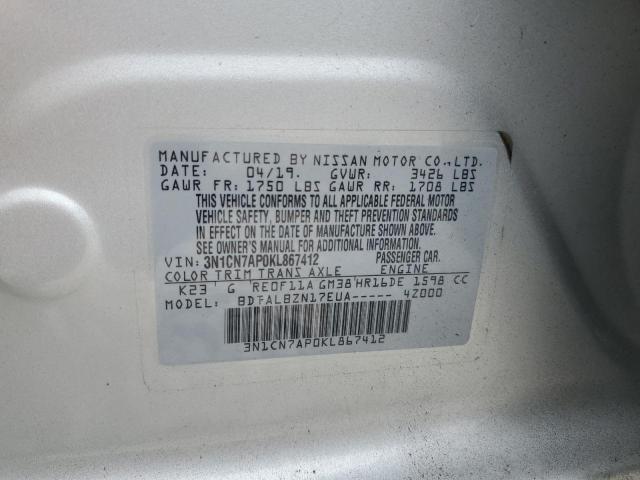 MANUFACTURED BY NISSAN MOTOR CO.,LTD.
DATE: 04/19. GVWR: 3426 LBS
GAWR FR: 1750 LBS GAWR RR: 1708 LBS
THIS VEHICLE CONFORMS TO ALL APPLICABLE FEDERAL MOTOR
VEHICLE SAFETY, BUMPER AND THEFT PREVENTION STANDARDS
IN EFFECT ON THE DATE OF MANUFACTURE SHOWN ABOVE.
SEE OWNER'S MANUAL FOR ADDITIONAL INFORMATION.
VIN: 3N1CN7AP0KL867412 PASSENGER CAR.
COLOR TRIM TRANS AXLE ENGINE
K23 G RE0F11A GM38 HR16DE 1598 CC
MODEL: BDTALBZN17EUA----- 42000
3N1CN7AP0KL867412